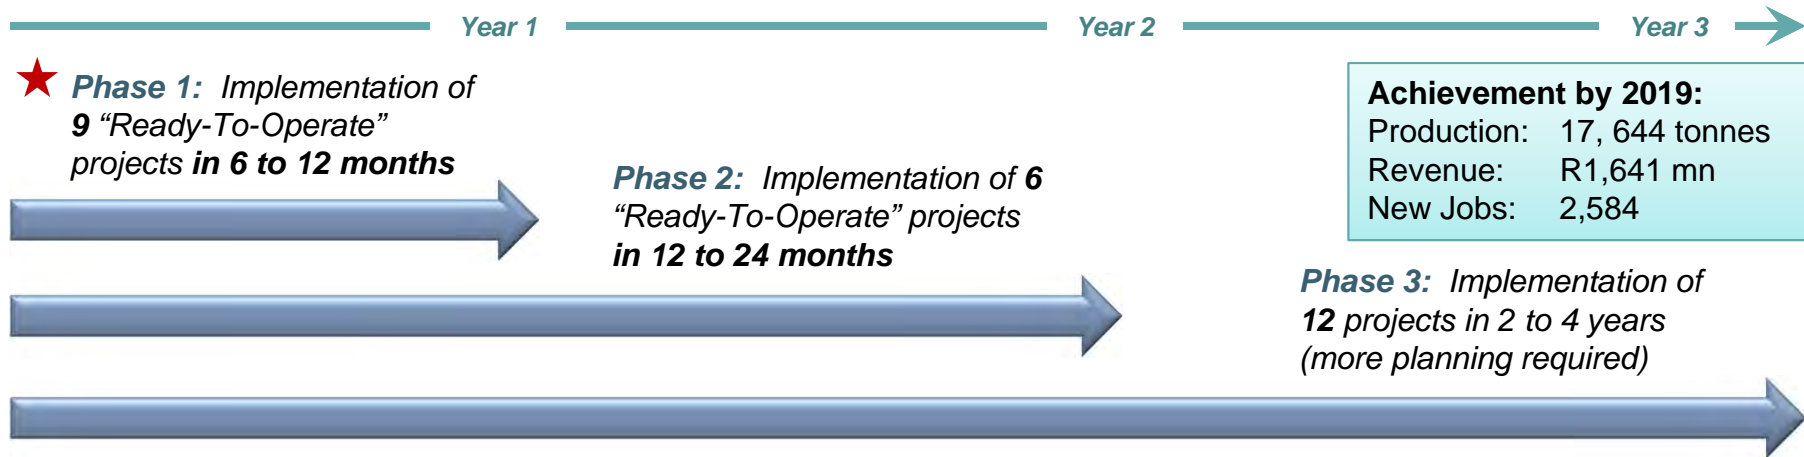 Year 1
Year 2
Year 3
Phase 1: Implementation of
9 “Ready-To-Operate”
projects in 6 to 12 months
Phase 2: Implementation of 6
“Ready-To-Operate” projects
in 12 to 24 months
Achievement by 2019:
Production: 17, 644 tonnes
Revenue: R1,641 mn
New Jobs: 2,584
Phase 3: Implementation of
12 projects in 2 to 4 years
(more planning required)